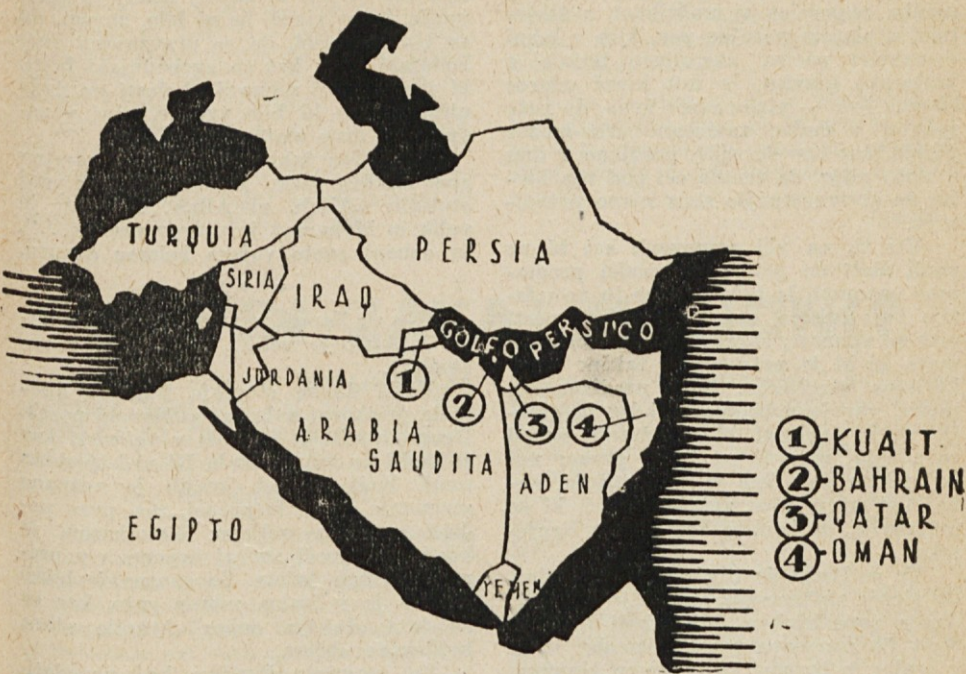 TURQUIA
PERSIA
SIRIA
IRAQ
GOLFO PERSICO
JORDANIA
1
2
3
4
ARABIA
SAUDITA
ADEN
EGIPTO
YEMEN
1-KUAIT
2-BAHRAIN
3-QATAR
4-OMAN